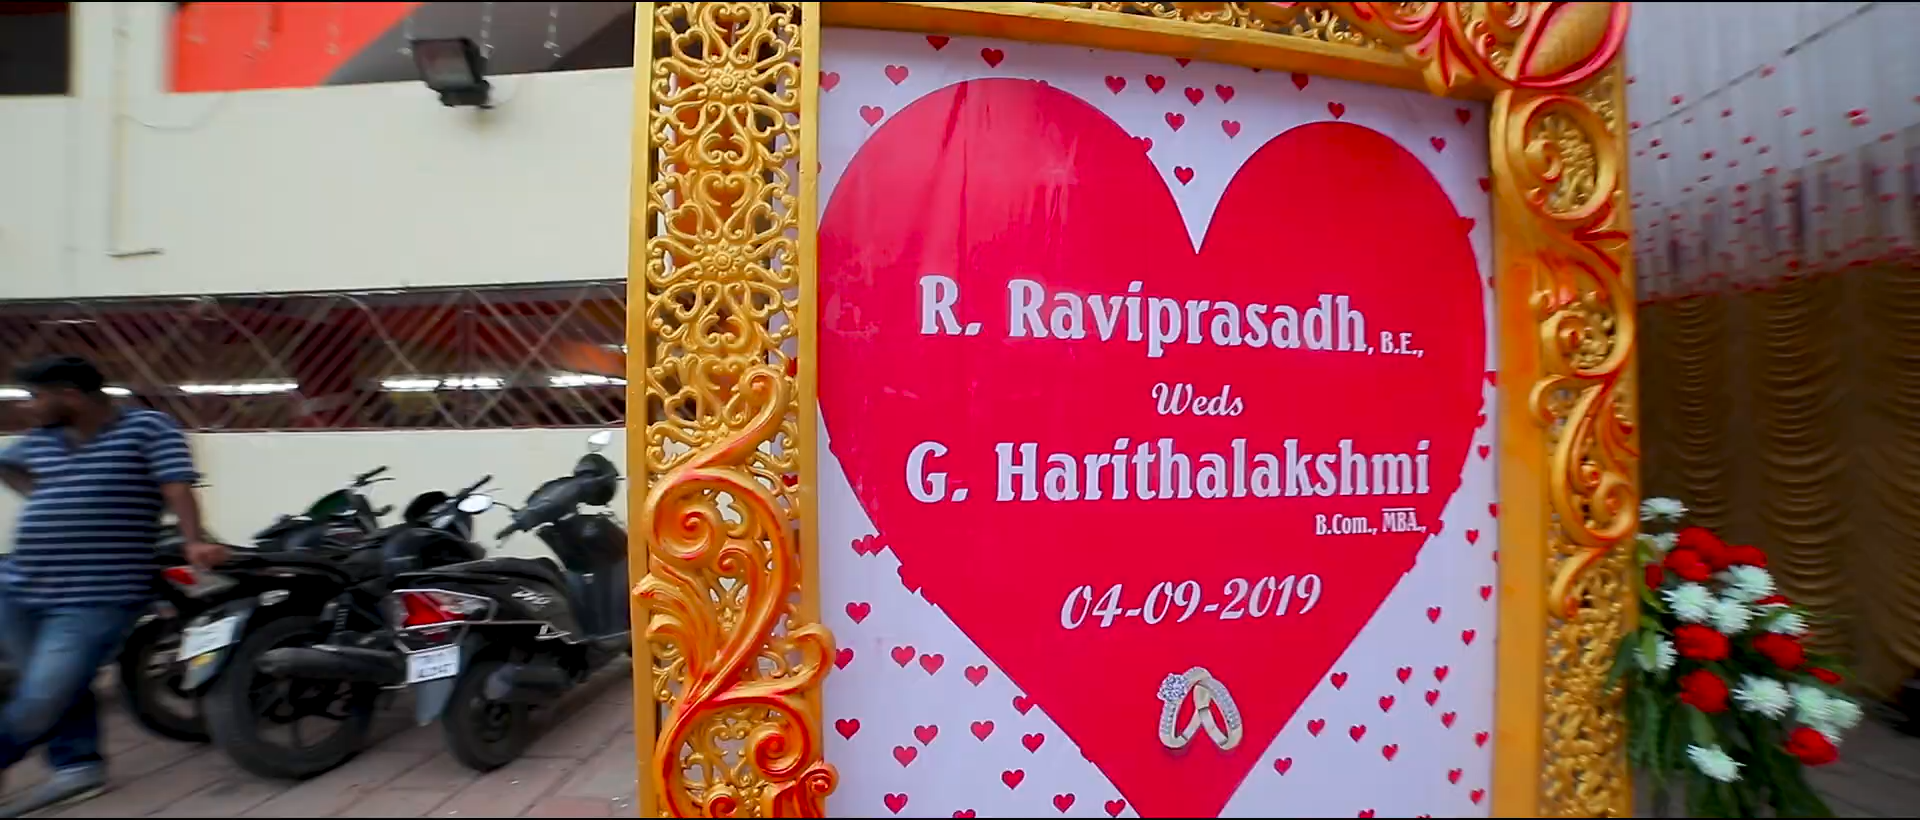 R. Raviprasadh, B.E.,
Weds
G. Harithalakshmi
B.Com., MBA.,
04-09-2019